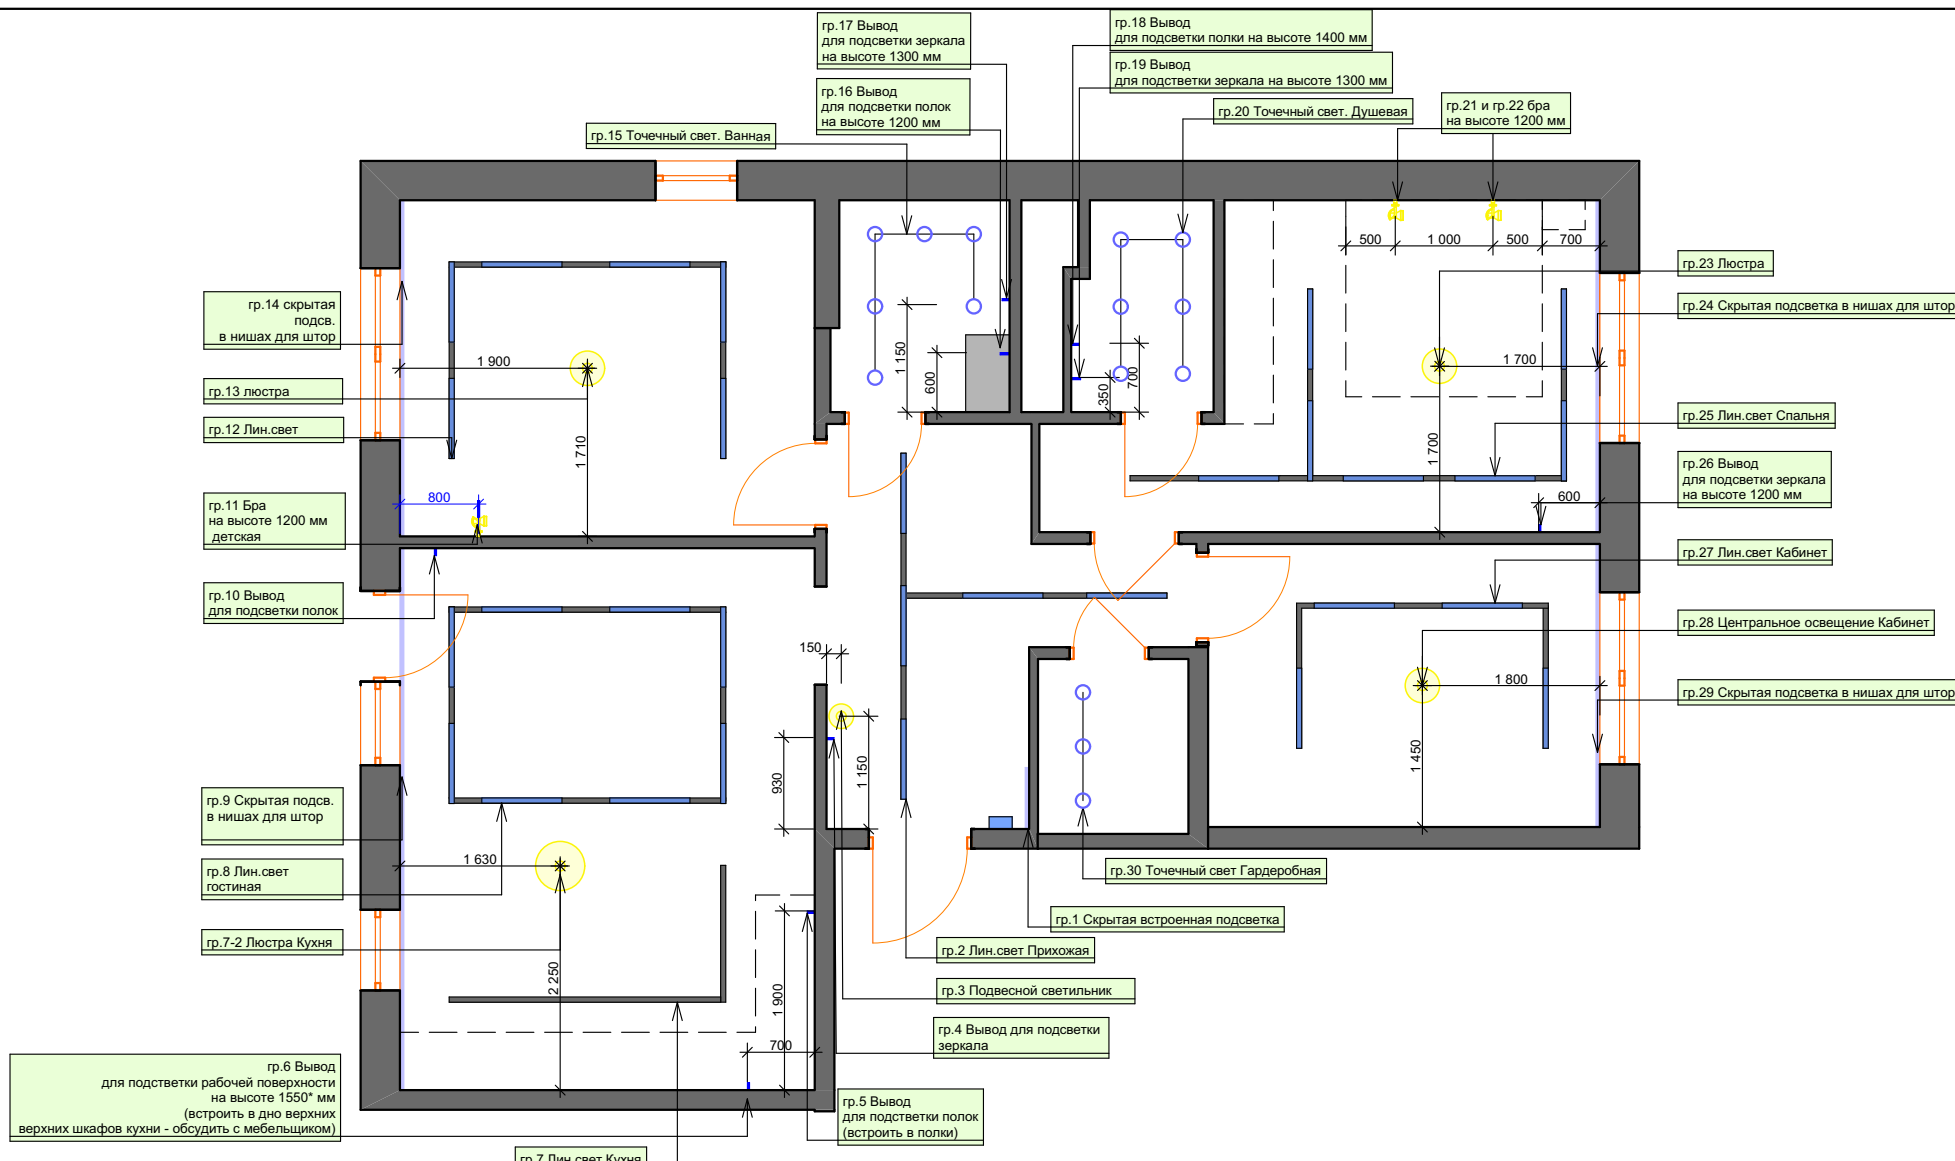 гр.17 Вывод
для подсветки зеркала
на высоте 1300 мм
гр.18 Вывод
для подсветки полки на высоте 1400 мм
гр.19 Вывод
для подстветки зеркала на высоте 1300 мм
гр.16 Вывод
для подсветки полок
на высоте 1200 мм
гр.20 Точечный свет. Душевая
гр.21 и гр.22 бра
на высоте 1200 мм
гр.15 Точечный свет. Ванная
500
1 000
500
700
гр.23 Люстра
гр.14 скрытая
подсв.
в нишах для штор
гр.24 Скрытая подсветка в нишах для штор
1 900
1 150
600
350
700
1 700
гр.13 люстра
гр.12 Лин.свет
1 710
1 700
гр.25 Лин.свет Спальня
гр.26 Вывод
для подсветки зеркала
на высоте 1200 мм
800
600
гр.11 Бра
на высоте 1200 мм
детская
гр.27 Лин.свет Кабинет
гр.10 Вывод
для подсветки полок
гр.28 Центральное освещение Кабинет
150
1 800
гр.29 Скрытая подсветка в нишах для штор
930
1 150
1 450
гр.9 Скрытая подсв.
в нишах для штор
1 630
гр.8 Лин.свет
гостиная
гр.30 Точечный свет Гардеробная
гр.1 Скрытая встроенная подсветка
гр.7-2 Люстра Кухня
гр.2 Лин.свет Прихожая
2 250
1 900
гр.3 Подвесной светильник
гр.4 Вывод для подсветки
зеркала
700
гр.6 Вывод
для подстветки рабочей поверхности
на высоте 1550* мм
(встроить в дно верхних
верхних шкафов кухни - обсудить с мебельщиком)
гр.5 Вывод
для подстветки полок
(встроить в полки)
гр.7 Лин.свет Кухня